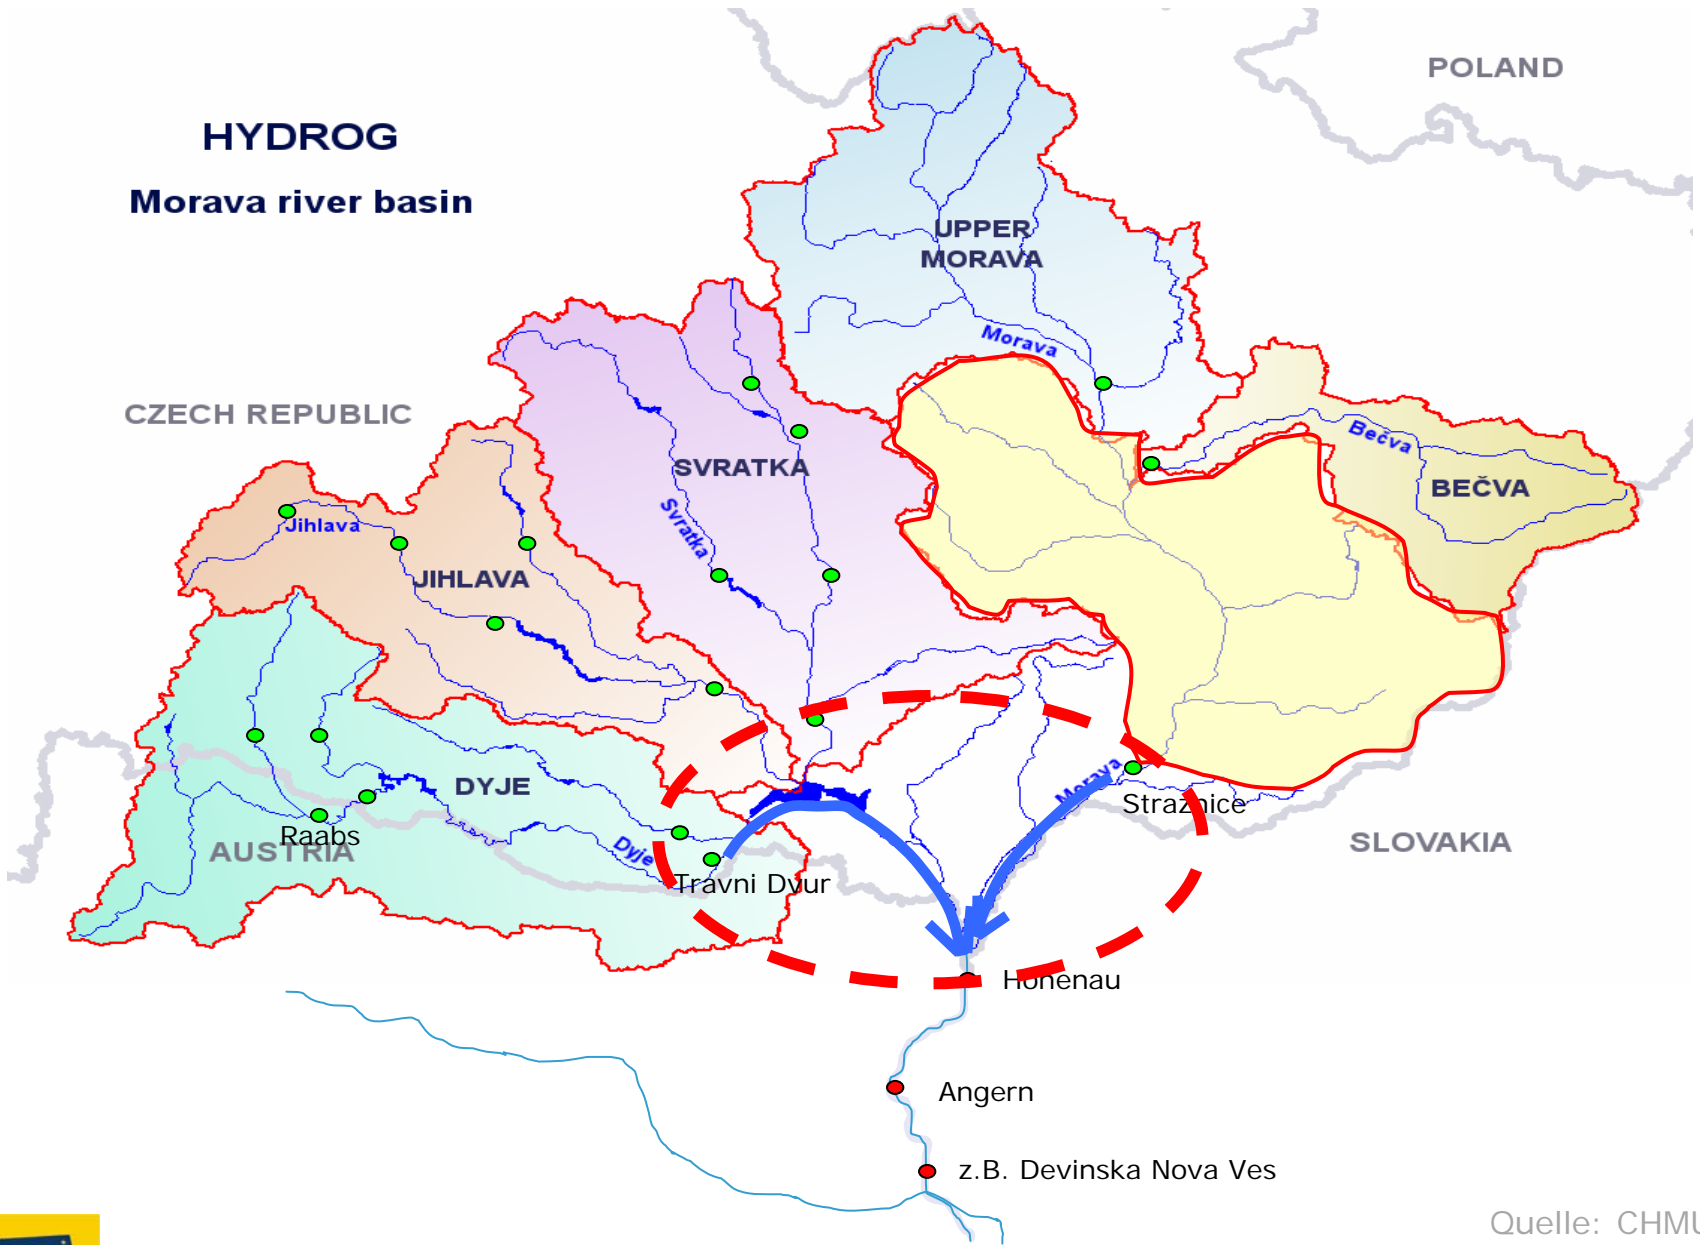 POLAND
HYDROG
Morava river basin
UPPER
MORAVA
Morava
CZECH REPUBLIC
Bečva
SVRATKA
BEČVA
Svratka
Jihlava
JIHLAVA
DYJE
Morava
Straznice
Raabs
AUSTRIA
Dyje
SLOVAKIA
Travni Dvur
Hohenau
Angern
z.B. Devinska Nova Ves
Quelle: CHMU